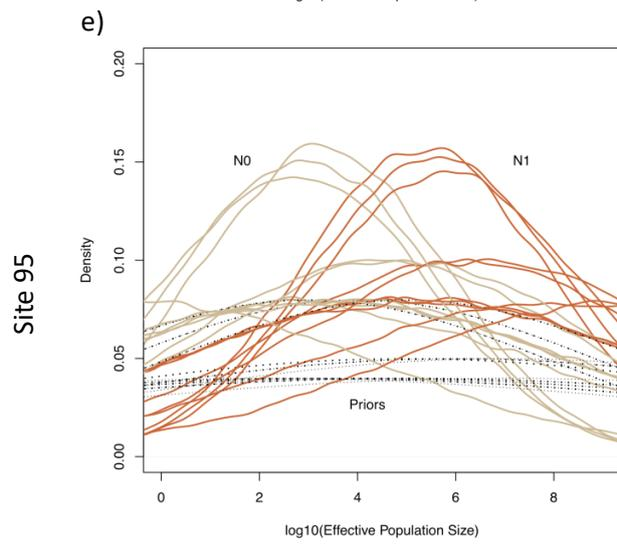 e)
Site 95
Density
0.20
0.15
0.10
0.05
0.00
N0
N1
Priors
0 2 4 6 8
log10(Effective Population Size)